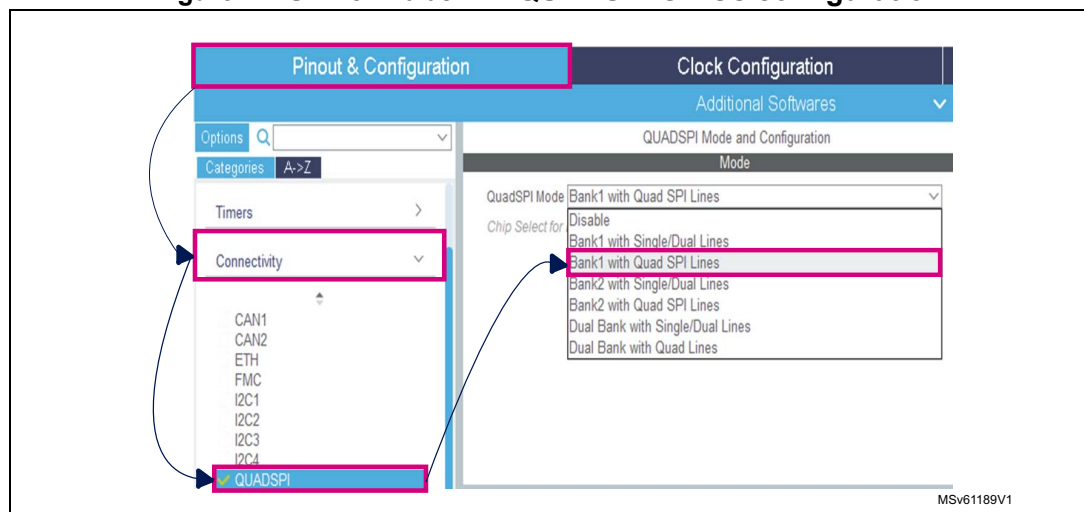 Pinout & Configuration
Clock Configuration
Additional Softwares
Options
Categories A->Z
Timers
Connectivity
CAN1
CAN2
ETH
FMC
I2C1
I2C2
I2C3
I2C4
QUADSPI
QUADSPI Mode and Configuration
Mode
QuadSPI Mode Bank1 with Quad SPI Lines
Chip Select for
Disable
Bank1 with Single/Dual Lines
Bank1 with Quad SPI Lines
Bank2 with Single/Dual Lines
Bank2 with Quad SPI Lines
Dual Bank with Single/Dual Lines
Dual Bank with Quad Lines
MSv61189V1